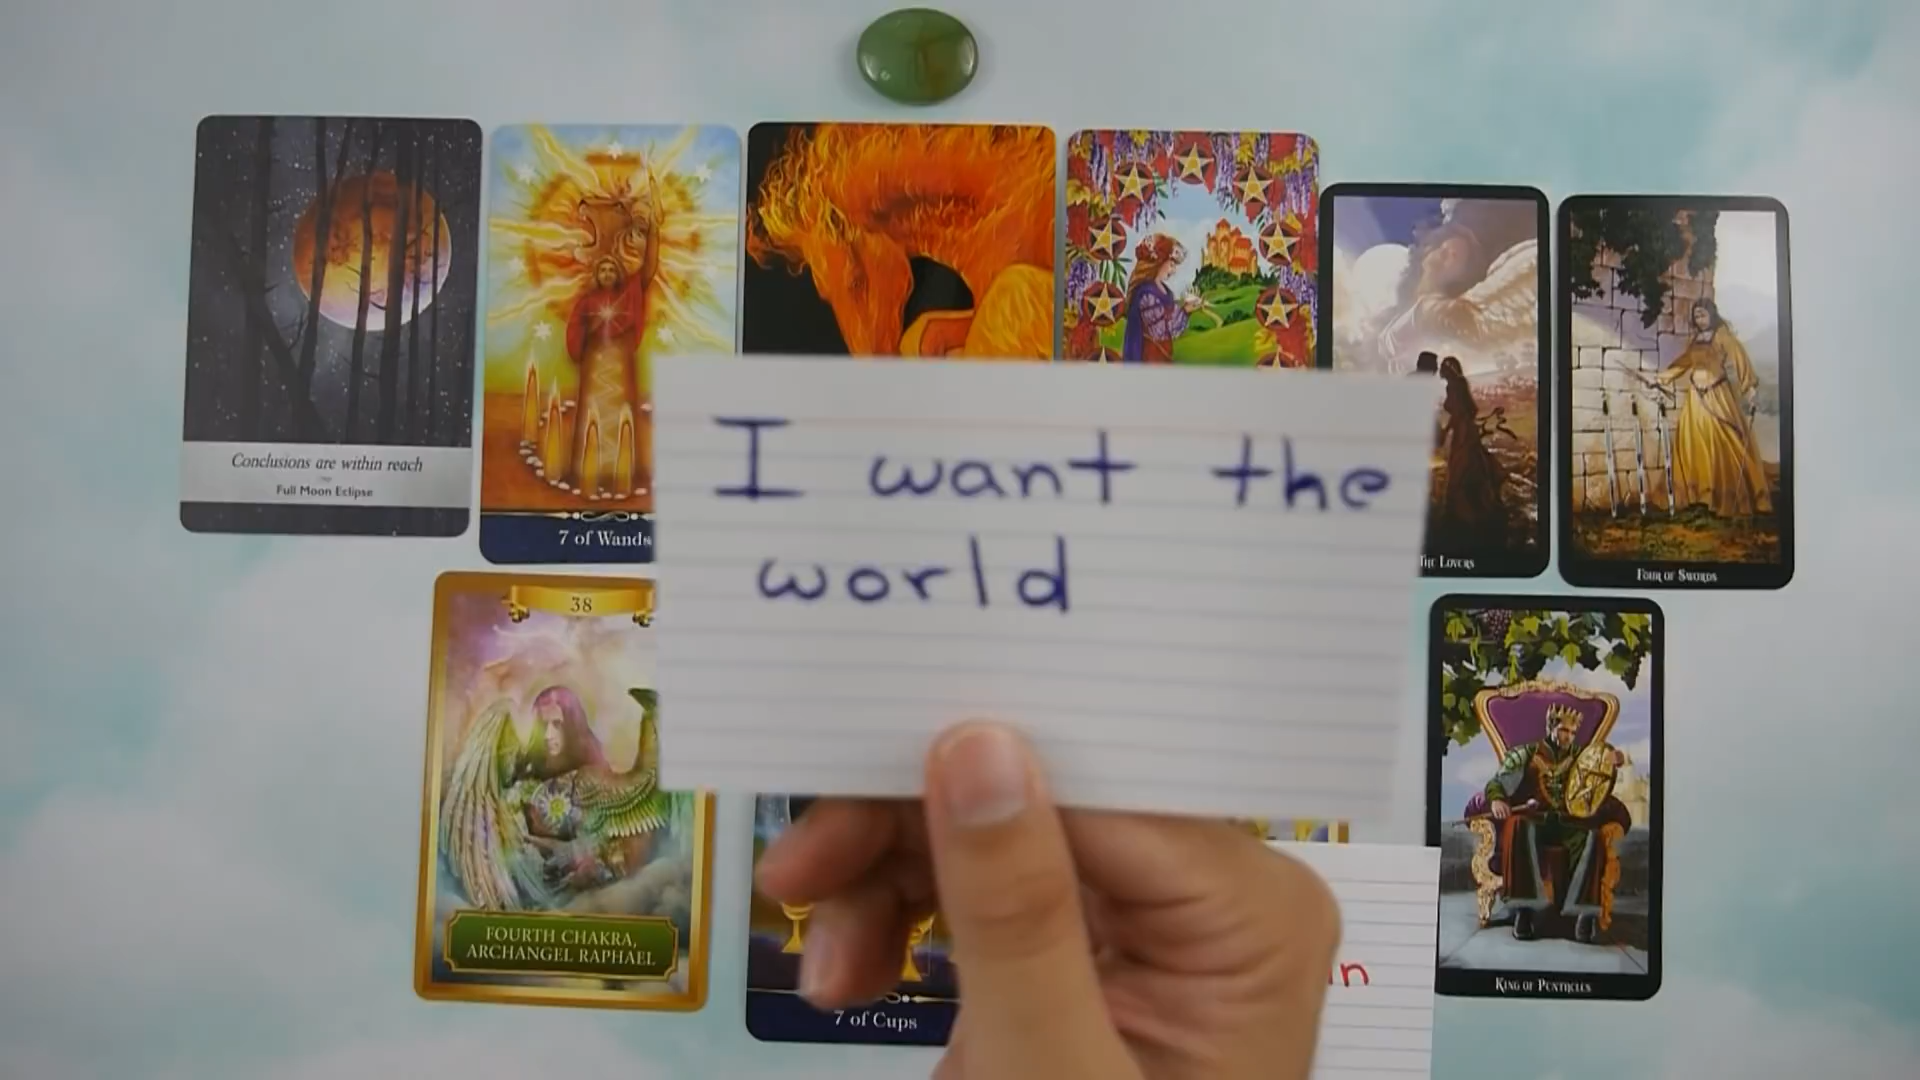 Conclusions are within reach
Full Moon Eclipse
7 of Wands
I want the
world
THE LOVERS
FOUR OF SWORDS
38
FOURTH CHAKRA,
ARCHANGEL RAPHAEL
7 of Cups
in
KING OF PENTACLES